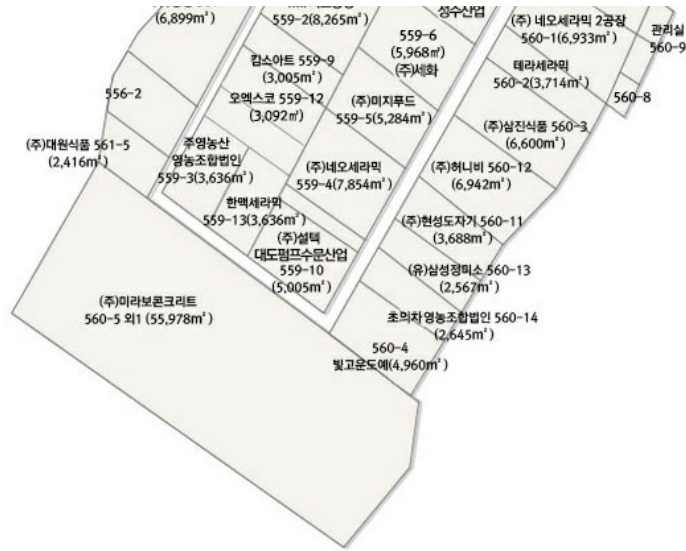 (6,899㎡)
559-2(8,265㎡)
성수산업
559-6
(5,968㎡)
(주)세화
(주) 네오세라믹 2공장
560-1(6,933㎡)
관리실
560-9
킴스아트 559-9
(3,005㎡)
테라세라믹
560-2(3,714㎡)
556-2
오엑스코 559-12
(3,092㎡)
(주)미지푸드
559-5(5,284㎡)
560-8
(주)삼진식품 560-3
(6,600㎡)
(주)대원식품 561-5
(2,416㎡)
주영농산
영농조합법인
559-3(3,636㎡)
(주)네오세라믹
559-4(7,854㎡)
(주)허니비 560-12
(6,942㎡)
한맥세라믹
559-13(3,636㎡)
(주)현성도자기 560-11
(3,688㎡)
(주)설텍
대도펌프수문산업
559-10
(5,005㎡)
(유)삼성정미소 560-13
(2,567㎡)
(주)미라보콘크리트
560-5 외1 (55,978㎡)
초의차영농조합법인 560-14
(2,645㎡)
560-4
빛고운도예(4,960㎡)